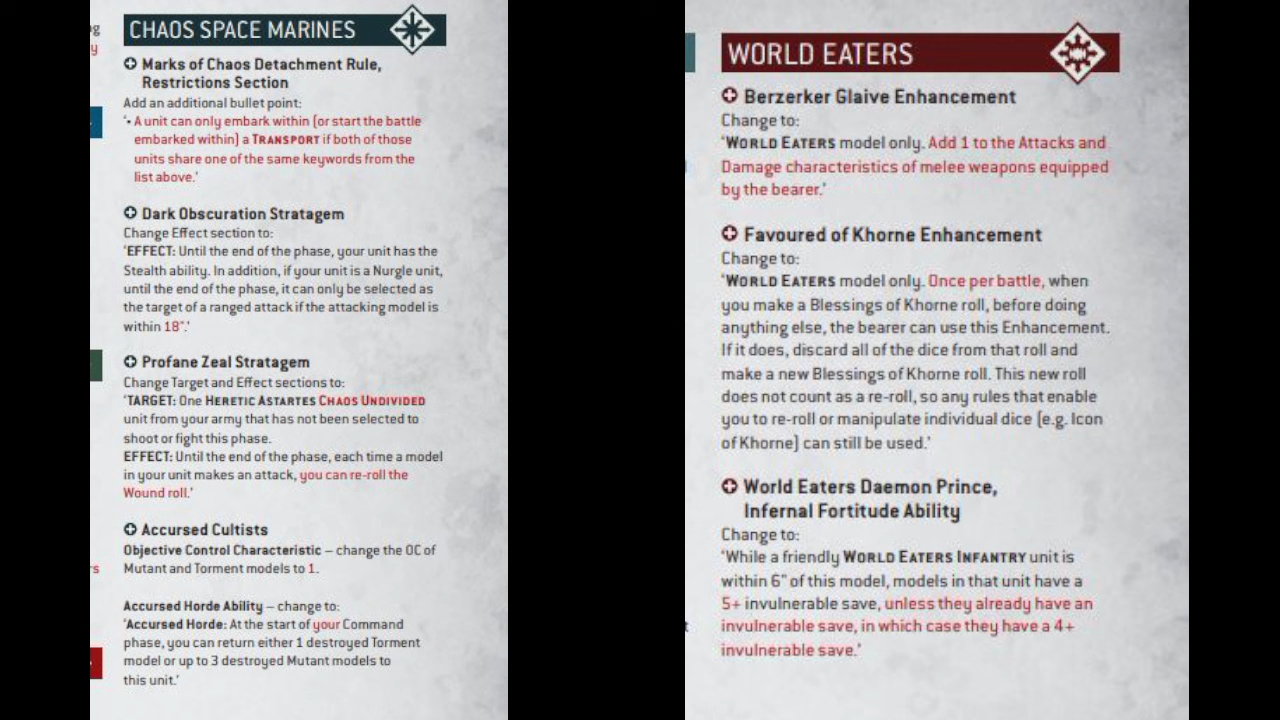 CHAOS SPACE MARINES
Marks of Chaos Detachment Rule,
Restrictions Section
Add an additional bullet point:
‘• A unit can only embark within (or start the battle
embarked within) a TRANSPORT if both of those
units share one of the same keywords from the
list above.’
Dark Obscuration Stratagem
Change Effect section to:
‘EFFECT: Until the end of the phase, your unit has the
Stealth ability. In addition, if your unit is a Nurgle unit,
until the end of the phase, it can only be selected as
the target of a ranged attack if the attacking model is
within 18".’
Profane Zeal Stratagem
Change Target and Effect sections to:
‘TARGET: One HERETIC ASTARTES CHAOS UNDIVIDED
unit from your army that has not been selected to
shoot or fight this phase.
EFFECT: Until the end of the phase, each time a model
in your unit makes an attack, you can re-roll the
Wound roll.’
Accursed Cultists
Objective Control Characteristic – change the OC of
Mutant and Torment models to 1.
Accursed Horde Ability – change to:
‘Accursed Horde: At the start of your Command
phase, you can return either 1 destroyed Torment
model or up to 3 destroyed Mutant models to
this unit.’
WORLD EATERS
Berzerker Glaive Enhancement
Change to:
‘WORLD EATERS model only. Add 1 to the Attacks and
Damage characteristics of melee weapons equipped
by the bearer.’
Favoured of Khorne Enhancement
Change to:
‘WORLD EATERS model only. Once per battle, when
you make a Blessings of Khorne roll, before doing
anything else, the bearer can use this Enhancement.
If it does, discard all of the dice from that roll and
make a new Blessings of Khorne roll. This new roll
does not count as a re-roll, so any rules that enable
you to re-roll or manipulate individual dice (e.g. Icon
of Khorne) can still be used.’
World Eaters Daemon Prince,
Infernal Fortitude Ability
Change to:
‘While a friendly WORLD EATERS INFANTRY unit is
within 6" of this model, models in that unit have a
5+ invulnerable save, unless they already have an
invulnerable save, in which case they have a 4+
invulnerable save.’